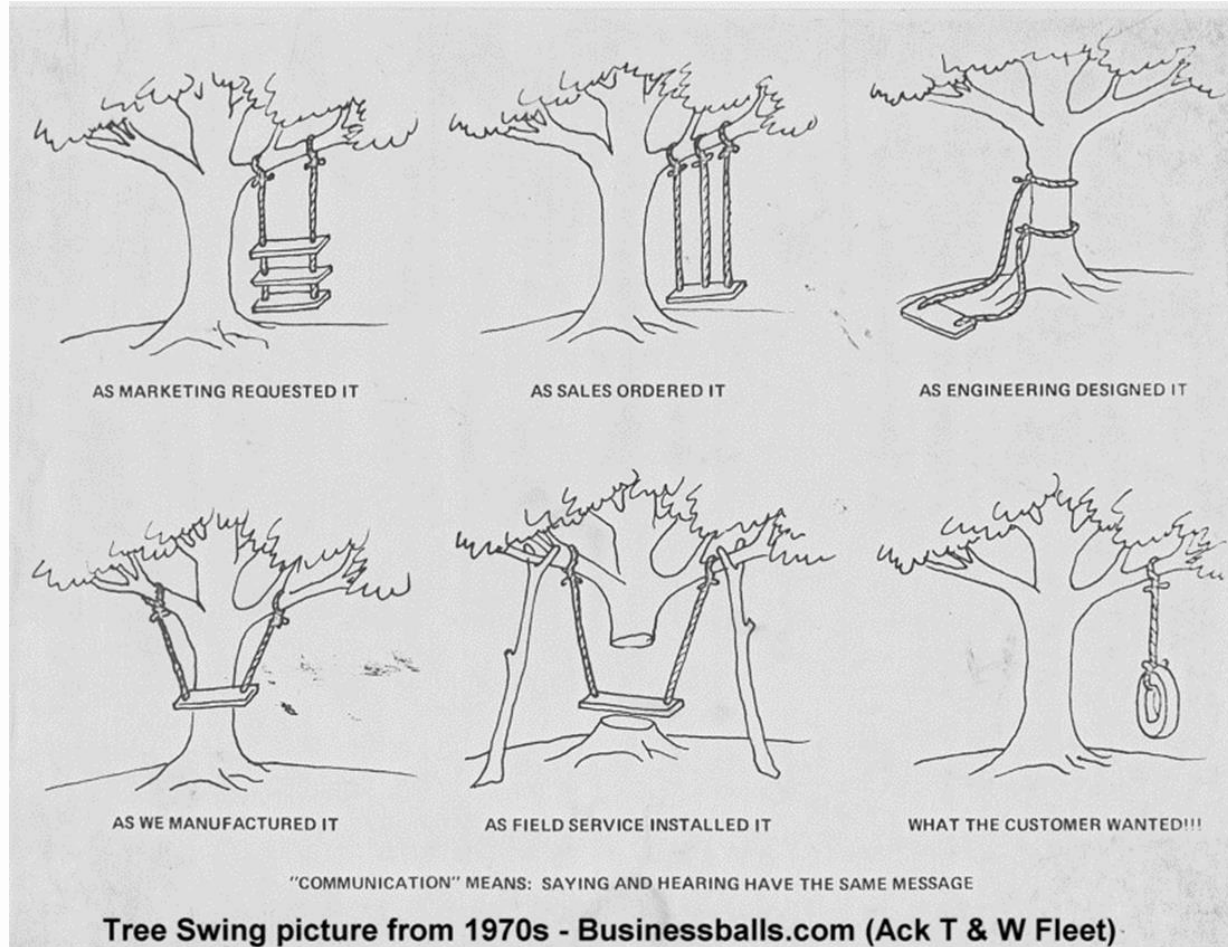 AS MARKETING REQUESTED IT
AS SALES ORDERED IT
AS ENGINEERING DESIGNED IT
AS WE MANUFACTURED IT
AS FIELD SERVICE INSTALLED IT
WHAT THE CUSTOMER WANTED!!!
"COMMUNICATION" MEANS: SAYING AND HEARING HAVE THE SAME MESSAGE
Tree Swing picture from 1970s - Businessballs.com (Ack T & W Fleet)